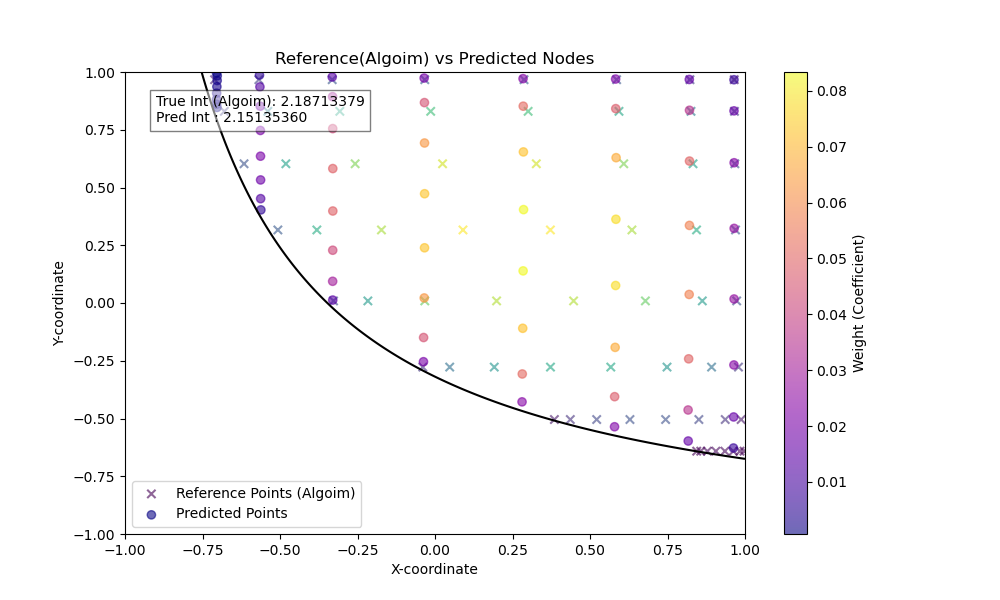 Reference(Algoim) vs Predicted Nodes
True Int (Algoim): 2.18713379
Pred Int : 2.15135360
Y-coordinate
1.00
0.75
0.50
0.25
0.00
−0.25
−0.50
−0.75
−1.00
Reference Points (Algoim)
Predicted Points
−1.00 −0.75 −0.50 −0.25 0.00 0.25 0.50 0.75 1.00
X-coordinate
0.08
0.07
0.06
0.05
0.04
0.03
0.02
0.01
Weight (Coefficient)